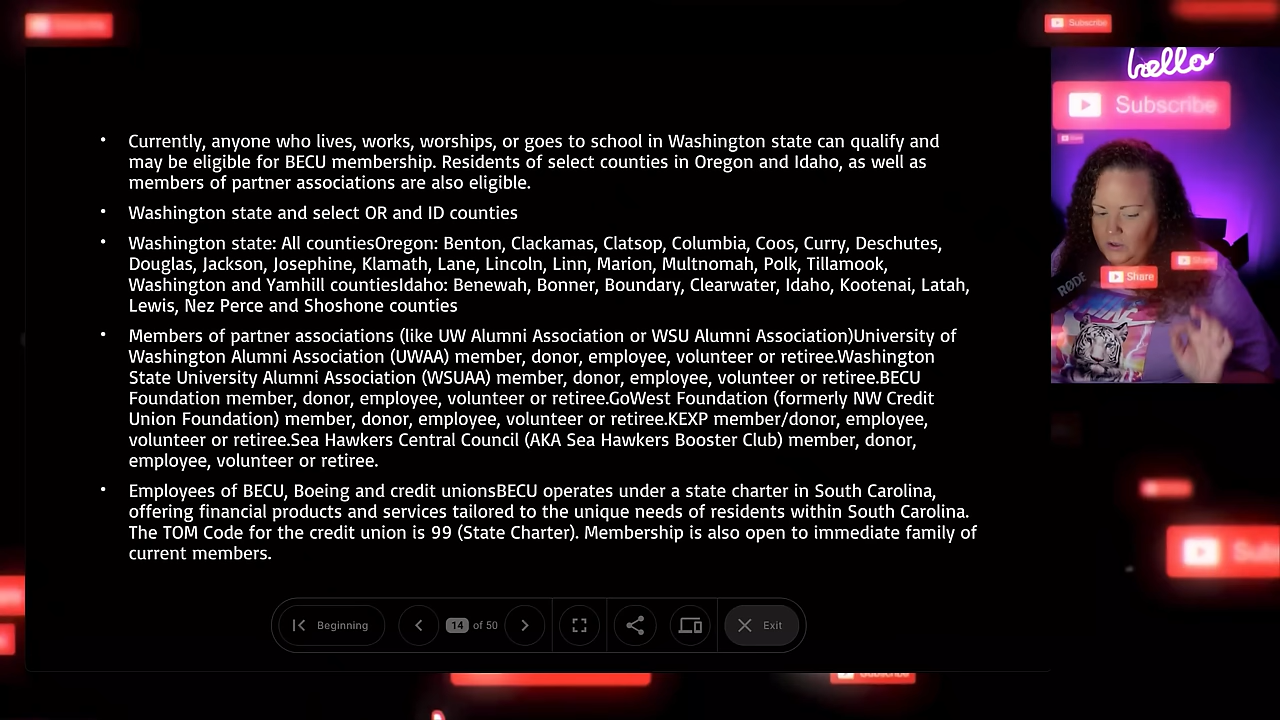 Subscribe
Subscribe
hello
Subscribe
• Currently, anyone who lives, works, worships, or goes to school in Washington state can qualify and
may be eligible for BECU membership. Residents of select counties in Oregon and Idaho, as well as
members of partner associations are also eligible.
• Washington state and select OR and ID counties
• Washington state: All countiesOregon: Benton, Clackamas, Clatsop, Columbia, Coos, Curry, Deschutes,
Douglas, Jackson, Josephine, Klamath, Lane, Lincoln, Linn, Marion, Multnomah, Polk, Tillamook,
Washington and Yamhill countiesIdaho: Benewah, Bonner, Boundary, Clearwater, Idaho, Kootenai, Latah,
Lewis, Nez Perce and Shoshone counties
• Members of partner associations (like UW Alumni Association or WSU Alumni Association)University of
Washington Alumni Association (UWAA) member, donor, employee, volunteer or retiree.Washington
State University Alumni Association (WSUAA) member, donor, employee, volunteer or retiree.BECU
Foundation member, donor, employee, volunteer or retiree.GoWest Foundation (formerly NW Credit
Union Foundation) member, donor, employee, volunteer or retiree.KEXP member/donor, employee,
volunteer or retiree.Sea Hawkers Central Council (AKA Sea Hawkers Booster Club) member, donor,
employee, volunteer or retiree.
• Employees of BECU, Boeing and credit unionsBECU operates under a state charter in South Carolina,
offering financial products and services tailored to the unique needs of residents within South Carolina.
The TOM Code for the credit union is 99 (State Charter). Membership is also open to immediate family of
current members.
Share
Share
RØDE
Beginning
14 of 50
Exit
Sub
Subscribe